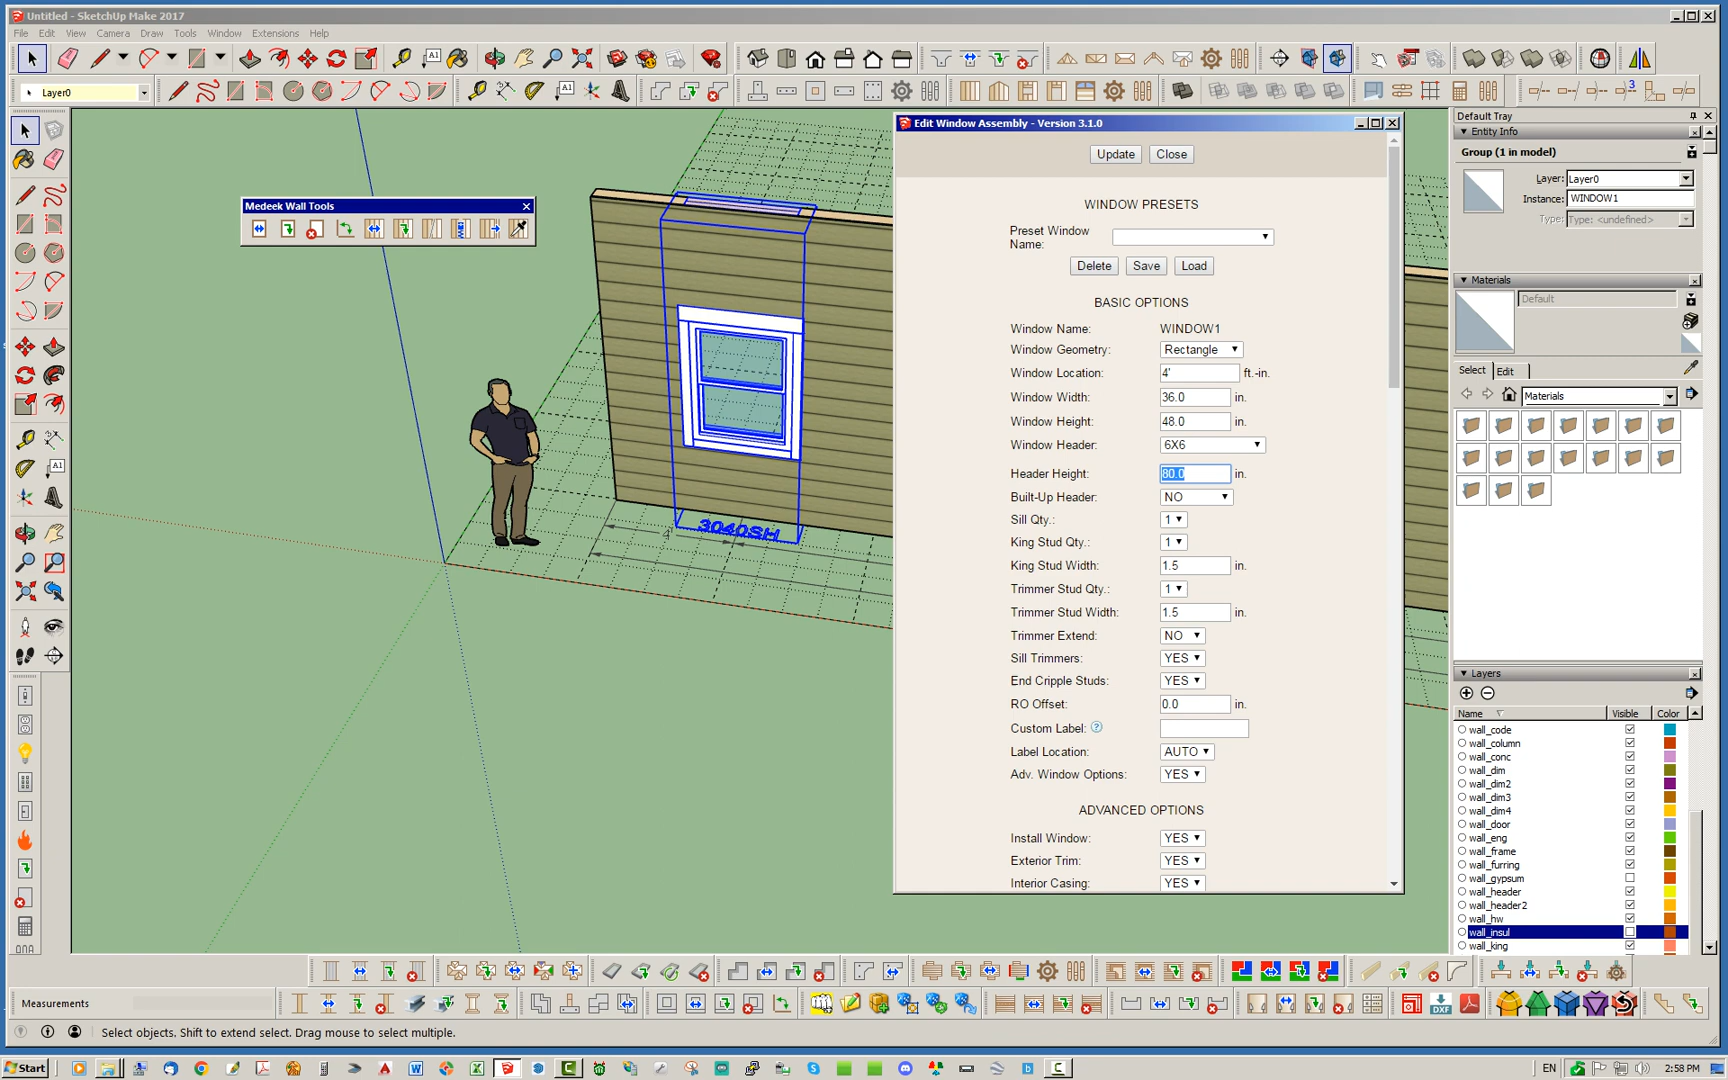 Untitled - SketchUp Make 2017
File Edit View Camera Draw Tools Window Extensions Help
Layer0
Medeek Wall Tools
3040SH
4'
Edit Window Assembly - Version 3.1.0
Update Close
WINDOW PRESETS
Preset Window
Name:
Delete Save Load
BASIC OPTIONS
Window Name: WINDOW1
Window Geometry: Rectangle
Window Location: 4' ft.-in.
Window Width: 36.0 in.
Window Height: 48.0 in.
Window Header: 6X6
Header Height: 80.0 in.
Built-Up Header: NO
Sill Qty.: 1
King Stud Qty.: 1
King Stud Width: 1.5 in.
Trimmer Stud Qty.: 1
Trimmer Stud Width: 1.5 in.
Trimmer Extend: NO
Sill Trimmers: YES
End Cripple Studs: YES
RO Offset: 0.0 in.
Custom Label: ?
Label Location: AUTO
Adv. Window Options: YES
ADVANCED OPTIONS
Install Window: YES
Exterior Trim: YES
Interior Casing: YES
Default Tray
Entity Info
Group (1 in model)
Layer: Layer0
Instance: WINDOW1
Type: Type: <undefined>
Materials
Default
Select Edit
Materials
Layers
Name Visible Color
wall_code
wall_column
wall_conc
wall_dim
wall_dim2
wall_dim3
wall_dim4
wall_door
wall_eng
wall_frame
wall_furring
wall_gypsum
wall_header
wall_header2
wall_hw
wall_insul
wall_king
Measurements
Select objects. Shift to extend select. Drag mouse to select multiple.
Start EN 2:58 PM